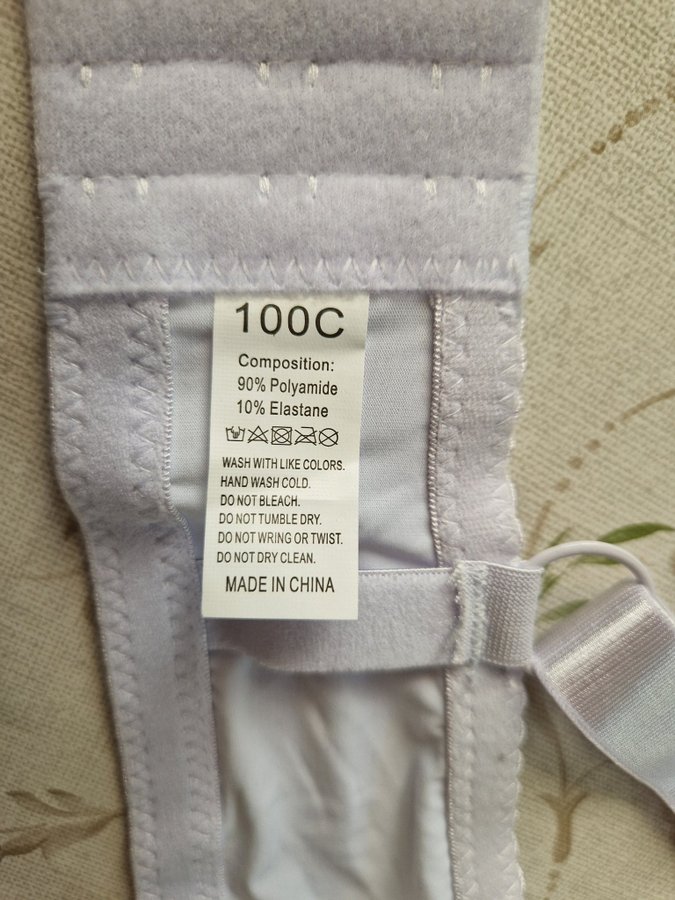 100C
Composition:
90% Polyamide
10% Elastane
WASH WITH LIKE COLORS.
HAND WASH COLD.
DO NOT BLEACH.
DO NOT TUMBLE DRY.
DO NOT WRING OR TWIST.
DO NOT DRY CLEAN.
MADE IN CHINA